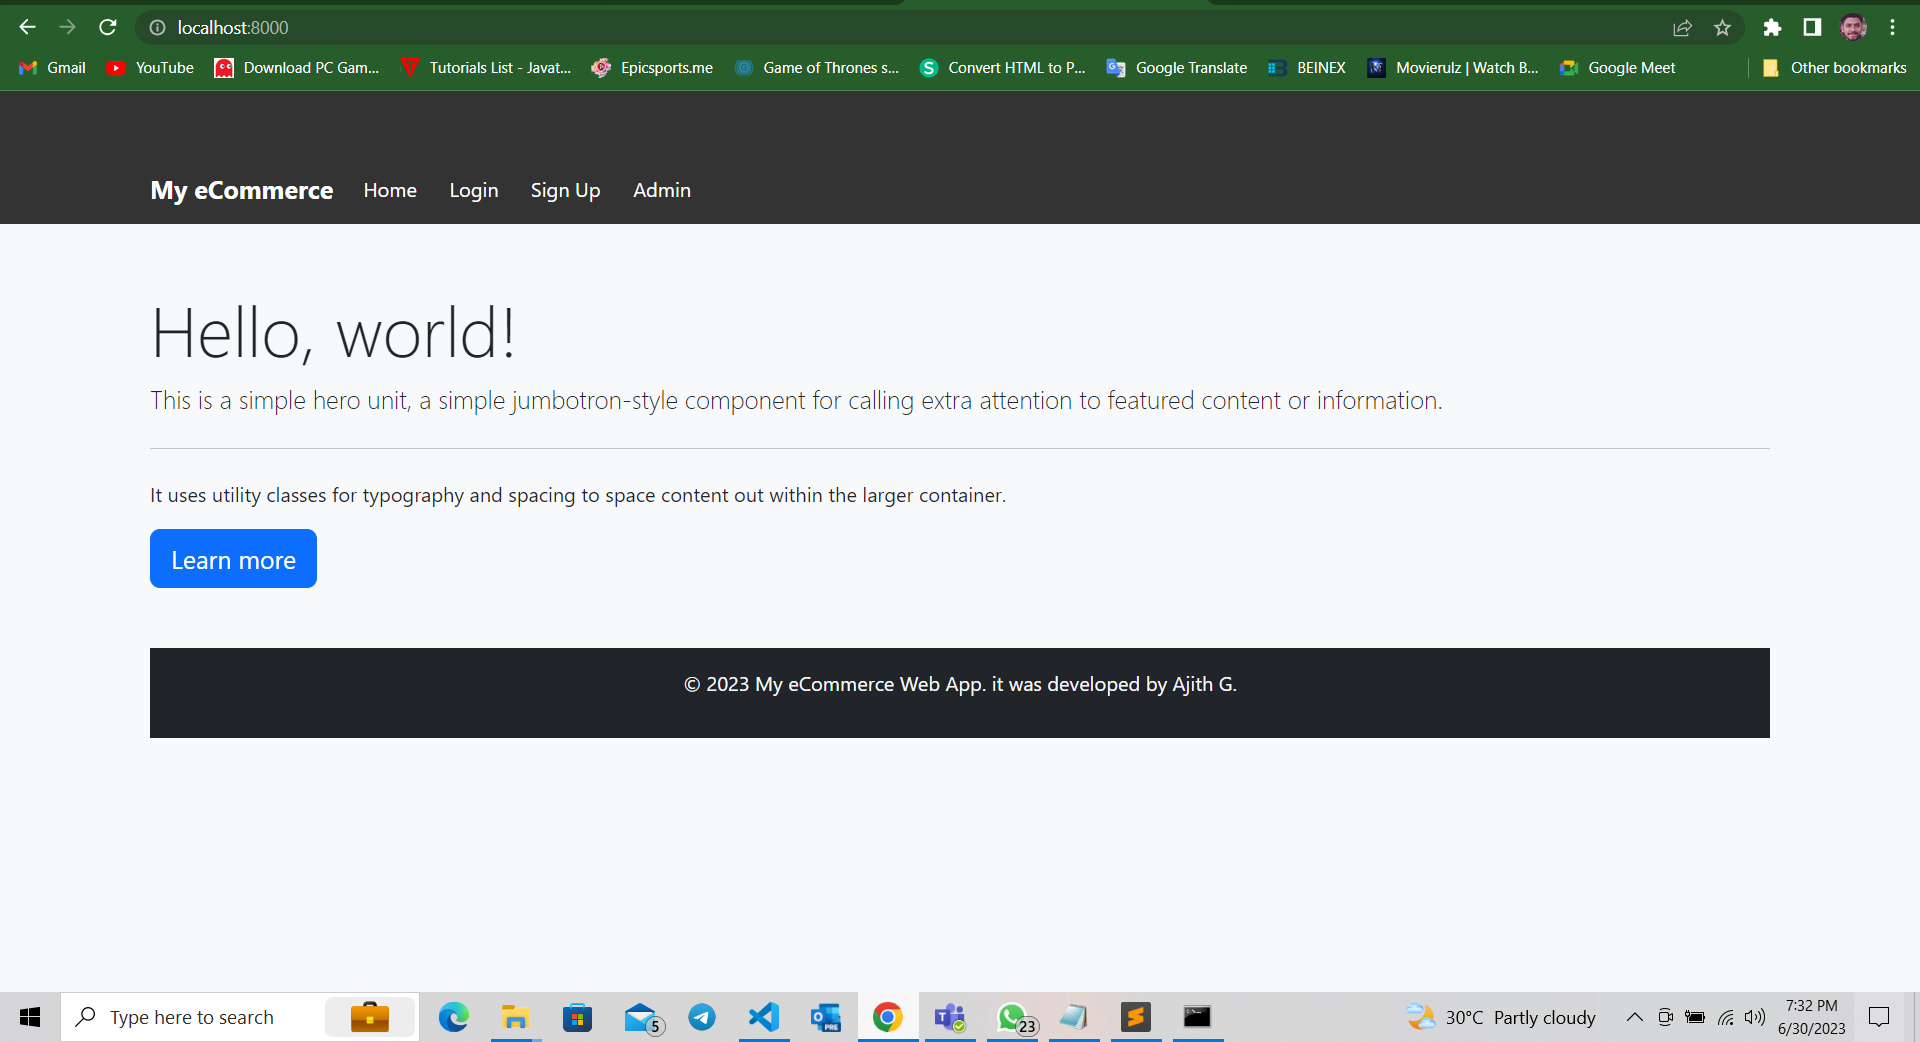 localhost:8000
Gmail YouTube Download PC Gam... Tutorials List - Javat... Epicsports.me Game of Thrones s... Convert HTML to P... Google Translate BEINEX Movierulz | Watch B... Google Meet Other bookmarks
My eCommerce Home Login Sign Up Admin
Hello, world!
This is a simple hero unit, a simple jumbotron-style component for calling extra attention to featured content or information.
It uses utility classes for typography and spacing to space content out within the larger container.
Learn more
© 2023 My eCommerce Web App. it was developed by Ajith G.
Type here to search 5 PRE 23 30°C Partly cloudy 7:32 PM
6/30/2023